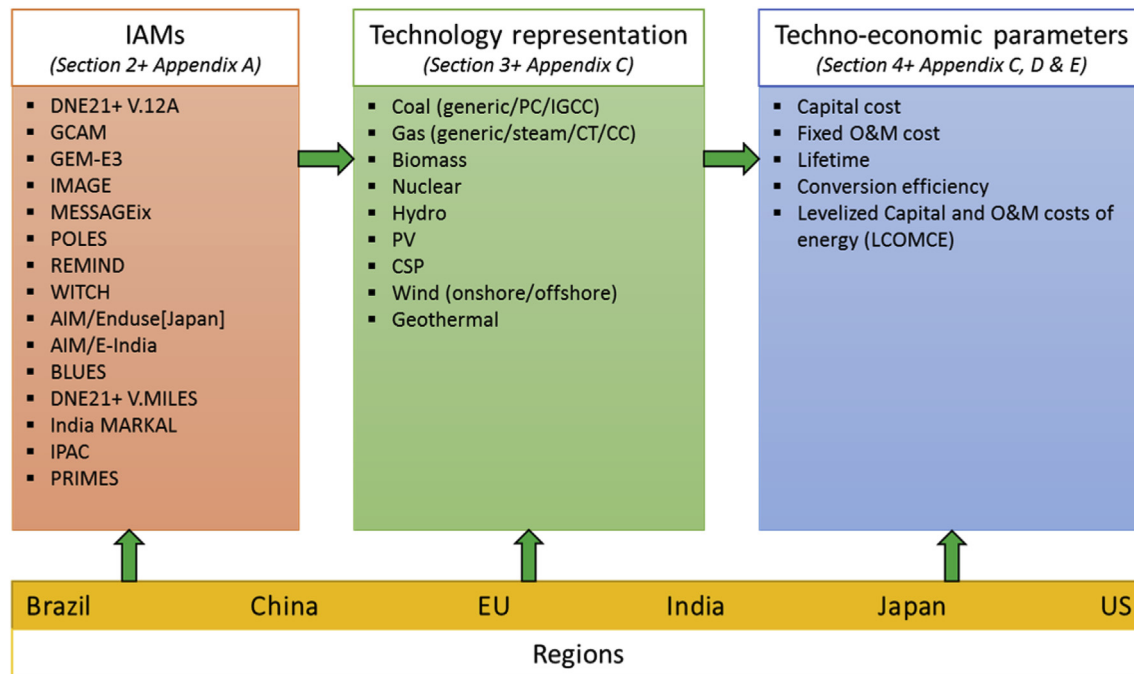 IAMs
(Section 2+ Appendix A)
▪ DNE21+ V.12A
▪ GCAM
▪ GEM-E3
▪ IMAGE
▪ MESSAGEix
▪ POLES
▪ REMIND
▪ WITCH
▪ AIM/Enduse[Japan]
▪ AIM/E-India
▪ BLUES
▪ DNE21+ V.MILES
▪ India MARKAL
▪ IPAC
▪ PRIMES
Technology representation
(Section 3+ Appendix C)
▪ Coal (generic/PC/IGCC)
▪ Gas (generic/steam/CT/CC)
▪ Biomass
▪ Nuclear
▪ Hydro
▪ PV
▪ CSP
▪ Wind (onshore/offshore)
▪ Geothermal
Techno-economic parameters
(Section 4+ Appendix C, D & E)
▪ Capital cost
▪ Fixed O&M cost
▪ Lifetime
▪ Conversion efficiency
▪ Levelized Capital and O&M costs of
energy (LCOMCE)
Brazil China EU India Japan US
Regions